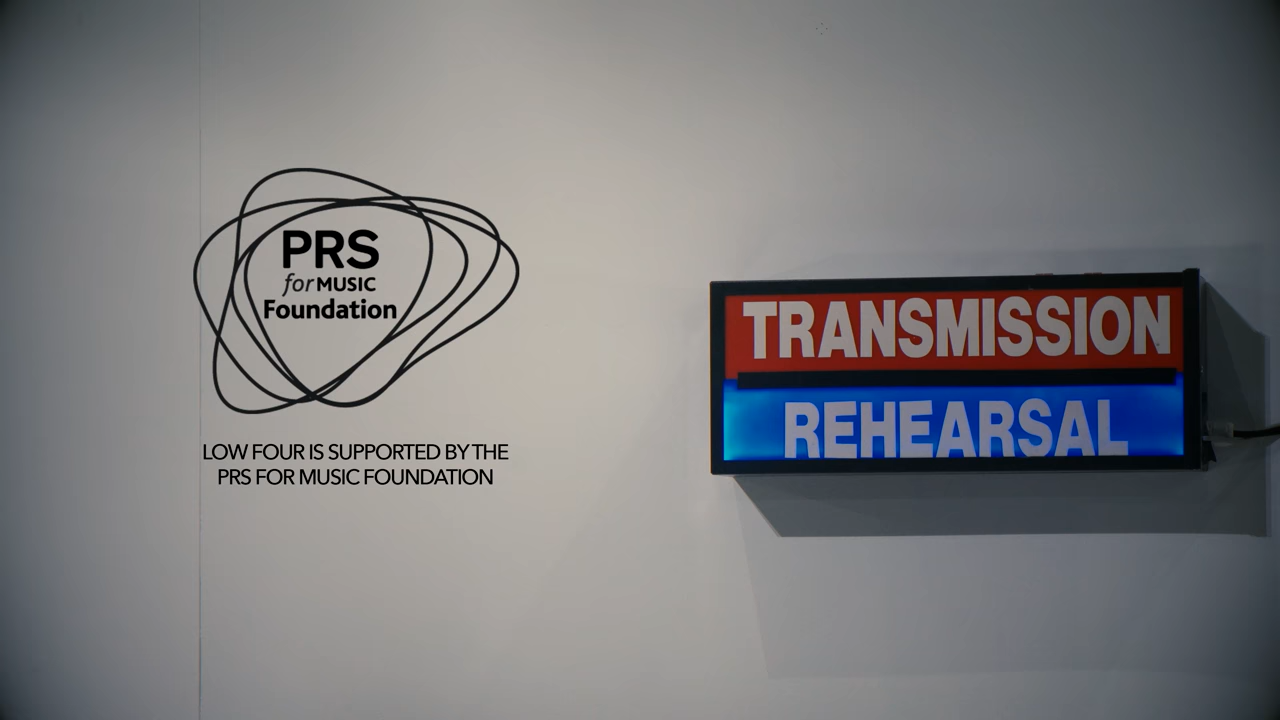 PRS
for MUSIC
Foundation
LOW FOUR IS SUPPORTED BY THE
PRS FOR MUSIC FOUNDATION
TRANSMISSION
REHEARSAL